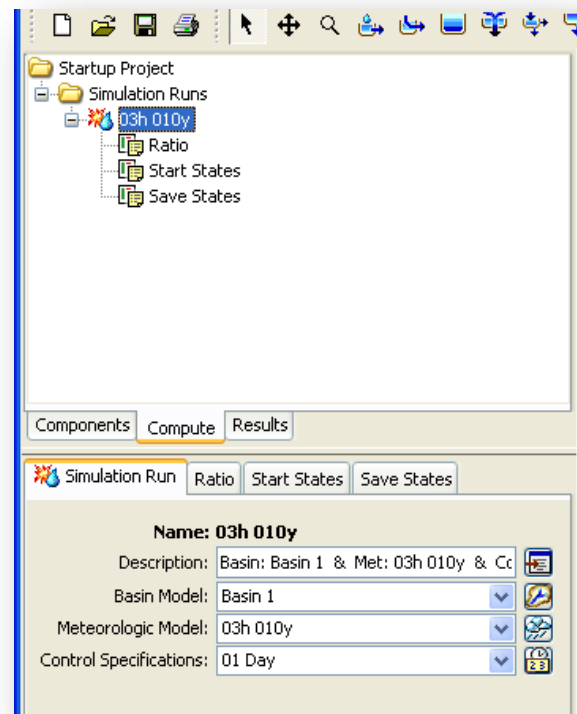 Startup Project
Simulation Runs
03h 010y
Ratio
Start States
Save States
Components Compute Results
Simulation Run Ratio Start States Save States
Name: 03h 010y
Description: Basin: Basin 1 & Met: 03h 010y & Cc
Basin Model: Basin 1
Meteorologic Model: 03h 010y
Control Specifications: 01 Day